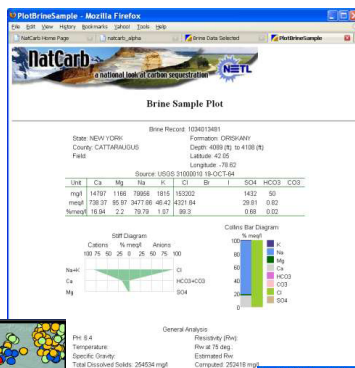 PlotBrineSample - Mozilla Firefox
File Edit View History Bookmarks Yahoo! Tools Help
NatCarb Home Page natcarb_alpha Brine Data Selected PlotBrineSample
NatCarb
a national look at carbon sequestration
NETL
Brine Sample Plot
Brine Record: 1034013481
State: NEW YORK Formation: ORISKANY
County: CATTARAUGUS Depth: 4089 (ft) to 4108 (ft)
Field: Latitude: 42.05
Longitude: -78.62
Source: USGS 31000010 18-OCT-64
Unit Ca Mg Na K Cl Br I SO4 HCO3 CO3
mg/l 14797 1166 79956 1815 153202 1432 50
meq/l 738.37 95.97 3477.86 46.42 4321.84 29.81 0.82
%meq/l 16.94 2.2 79.79 1.07 99.3 0.68 0.02
Stiff Diagram
Cations % meq/l Anions
100 75 50 25 0 25 50 75 100
Na+K Cl
Ca HCO3+CO3
Mg SO4
Collins Bar Diagram
% meq/l
100
80
60
40
20
0
K
Na
Mg
Ca
HCO3
CO3
Cl
SO4
General Analysis
PH: 8.4 Resistivity (Rw):
Temperature: Rw at 75 deg.:
Specific Gravity: Estimated Rw
Total Dissolved Solids: 254534 mg/l Computed: 252418 mg/l